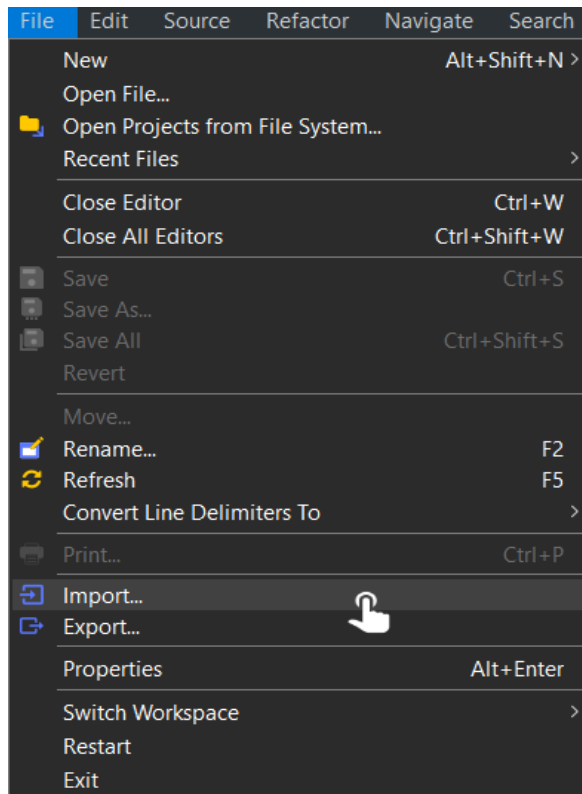 File Edit Source Refactor Navigate Search
New Alt+Shift+N >
Open File...
Open Projects from File System...
Recent Files >
Close Editor Ctrl+W
Close All Editors Ctrl+Shift+W
Save Ctrl+S
Save As...
Save All Ctrl+Shift+S
Revert
Move...
Rename... F2
Refresh F5
Convert Line Delimiters To >
Print... Ctrl+P
Import...
Export...
Properties Alt+Enter
Switch Workspace >
Restart
Exit